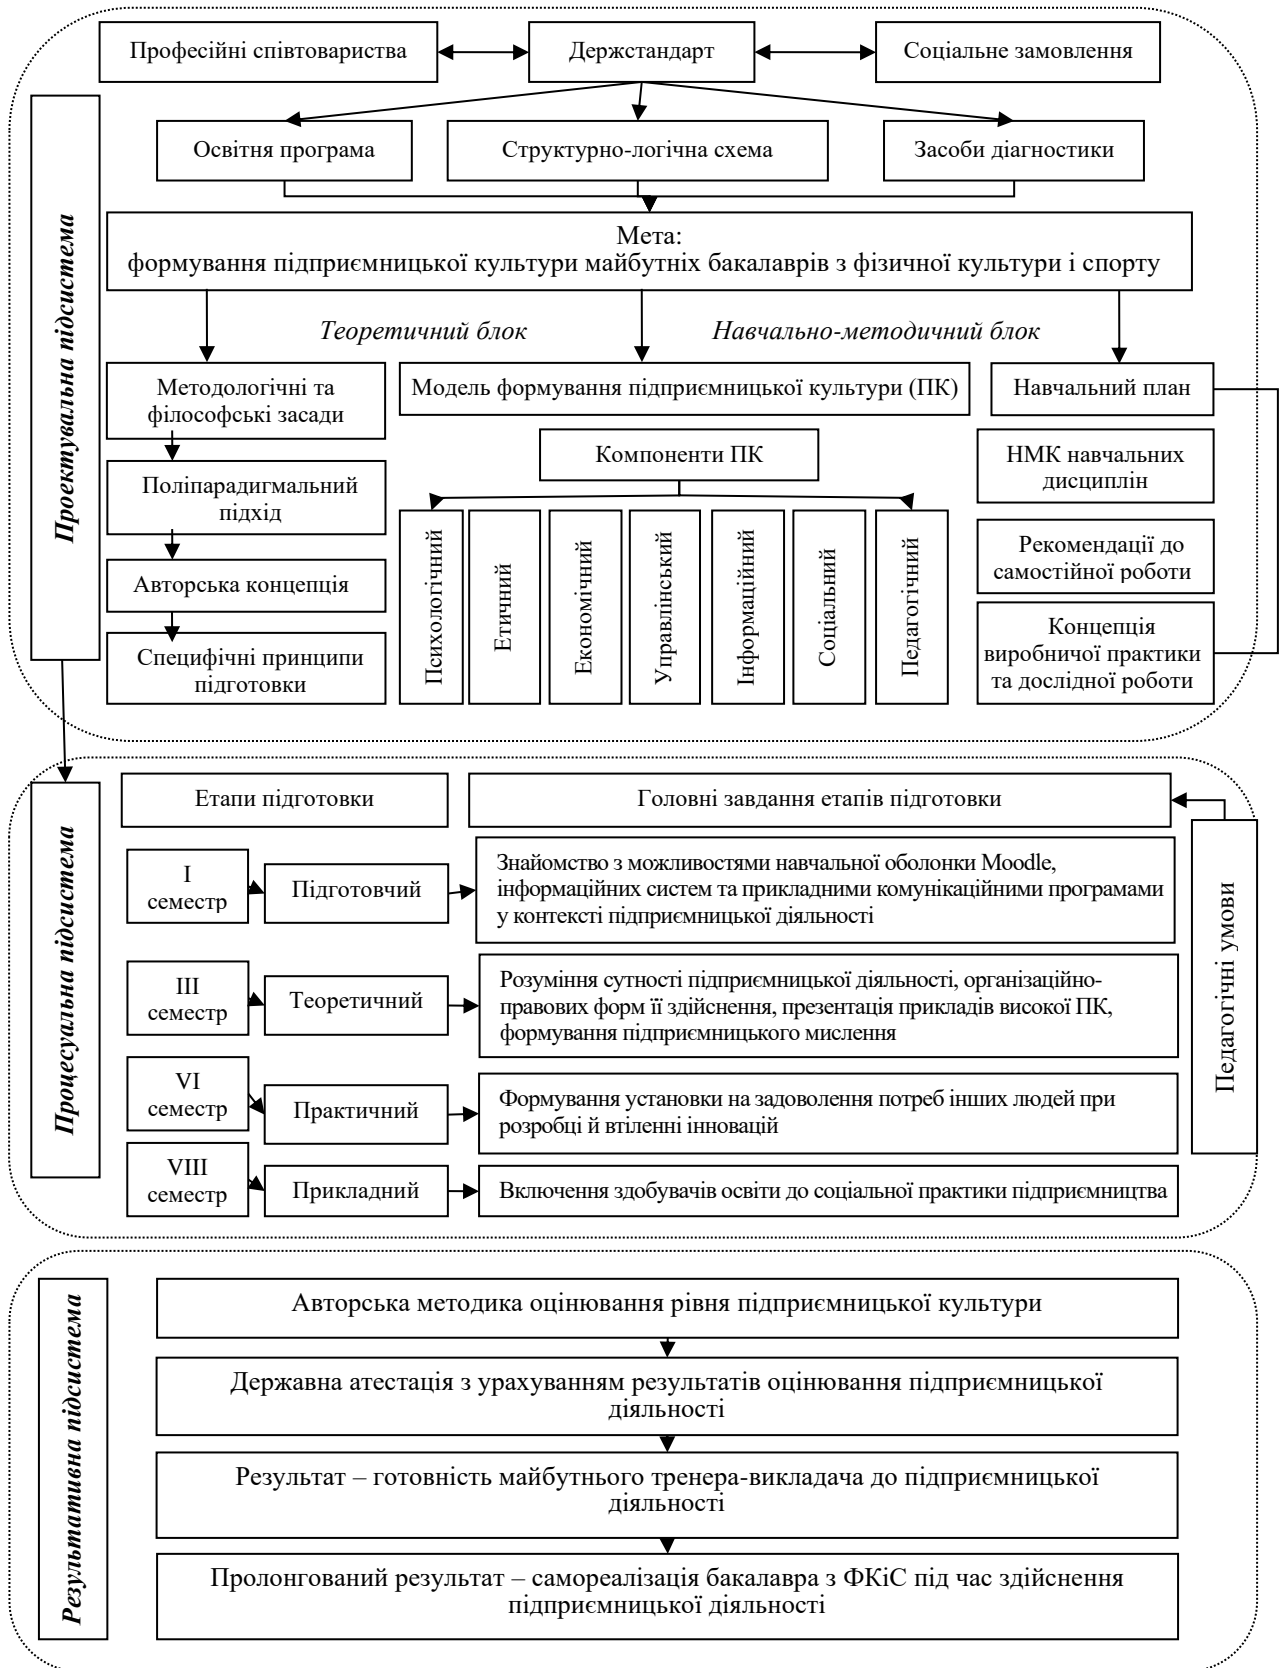 Професійні співтовариства
Держстандарт
Соціальне замовлення
Освітня програма
Структурно-логічна схема
Засоби діагностики
Проектувальна підсистема
Мета:
формування підприємницької культури майбутніх бакалаврів з фізичної культури і спорту
Теоретичний блок
Навчально-методичний блок
Методологічні та
філософські засади
Модель формування підприємницької культури (ПК)
Навчальний план
Поліпарадигмальний
підхід
Авторська концепція
Специфічні принципи
підготовки
Компоненти ПК
Психологічний
Етичний
Економічний
Управлінський
Інформаційний
Соціальний
Педагогічний
НМК навчальних
дисциплін
Рекомендації до
самостійної роботи
Концепція
виробничої практики
та дослідної роботи
Процесуальна підсистема
Етапи підготовки
Головні завдання етапів підготовки
Педагогічні умови
I
семестр
Підготовчий
Знайомство з можливостями навчальної оболонки Moodle,
інформаційних систем та прикладними комунікаційними програмами
у контексті підприємницької діяльності
III
семестр
Теоретичний
Розуміння сутності підприємницької діяльності, організаційно-
правових форм її здійснення, презентація прикладів високої ПК,
формування підприємницького мислення
VI
семестр
Практичний
Формування установки на задоволення потреб інших людей при
розробці й втіленні інновацій
VIII
семестр
Прикладний
Включення здобувачів освіти до соціальної практики підприємництва
Результативна підсистема
Авторська методика оцінювання рівня підприємницької культури
Державна атестація з урахуванням результатів оцінювання підприємницької
діяльності
Результат – готовність майбутнього тренера-викладача до підприємницької
діяльності
Пролонгований результат – самореалізація бакалавра з ФКіС під час здійснення
підприємницької діяльності